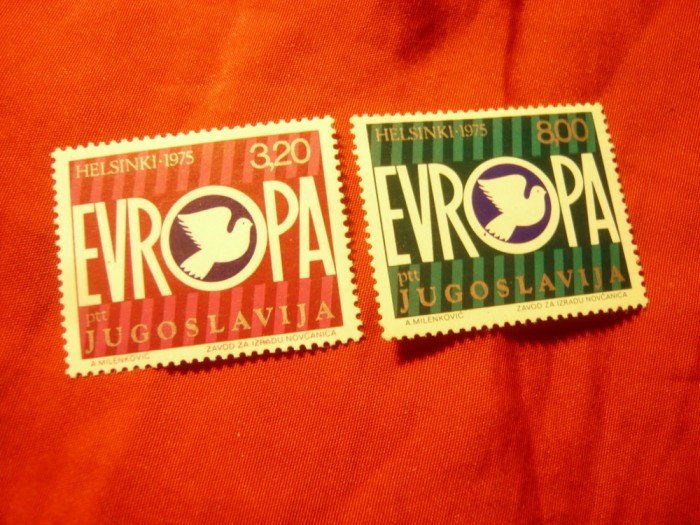 HELSINKI·1975
3,20
EVROPA
ptt
JUGOSLAVIJA
A MILENKOVIĆ ZAVOD ZA IZRADU NOVČANICA
HELSINKI·1975
8,00
EVROPA
ptt
JUGOSLAVIJA
A MILENKOVIĆ ZAVOD ZA IZRADU NOVČANICA